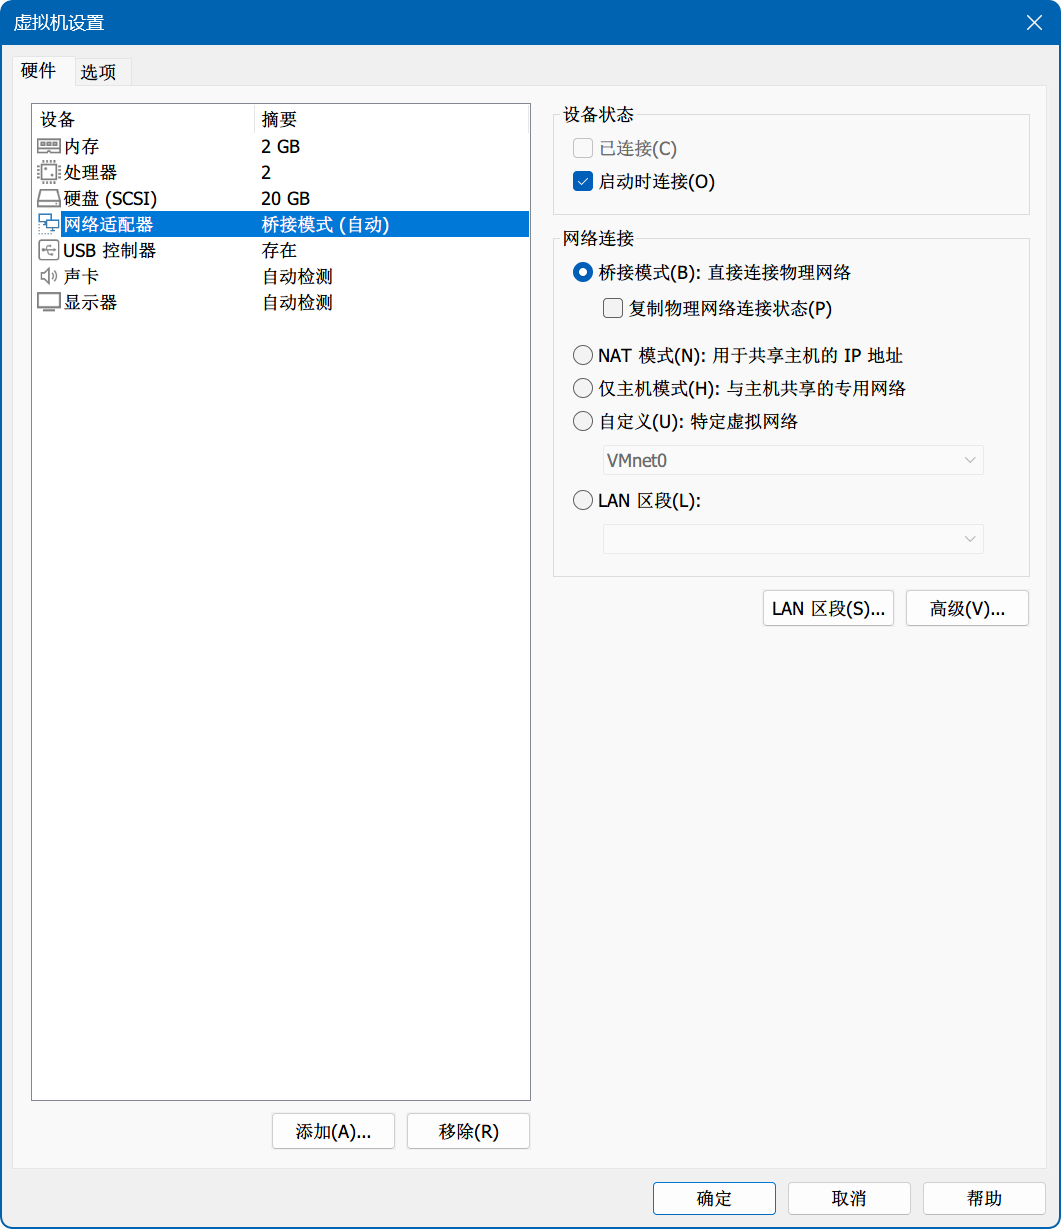 虚拟机设置
硬件 选项
设备 摘要
内存 2 GB
处理器 2
硬盘 (SCSI) 20 GB
网络适配器 桥接模式 (自动)
USB 控制器 存在
声卡 自动检测
显示器 自动检测
添加(A)... 移除(R)
设备状态
已连接(C)
启动时连接(O)
网络连接
桥接模式(B): 直接连接物理网络
复制物理网络连接状态(P)
NAT 模式(N): 用于共享主机的 IP 地址
仅主机模式(H): 与主机共享的专用网络
自定义(U): 特定虚拟网络
VMnet0
LAN 区段(L):
LAN 区段(S)... 高级(V)...
确定 取消 帮助